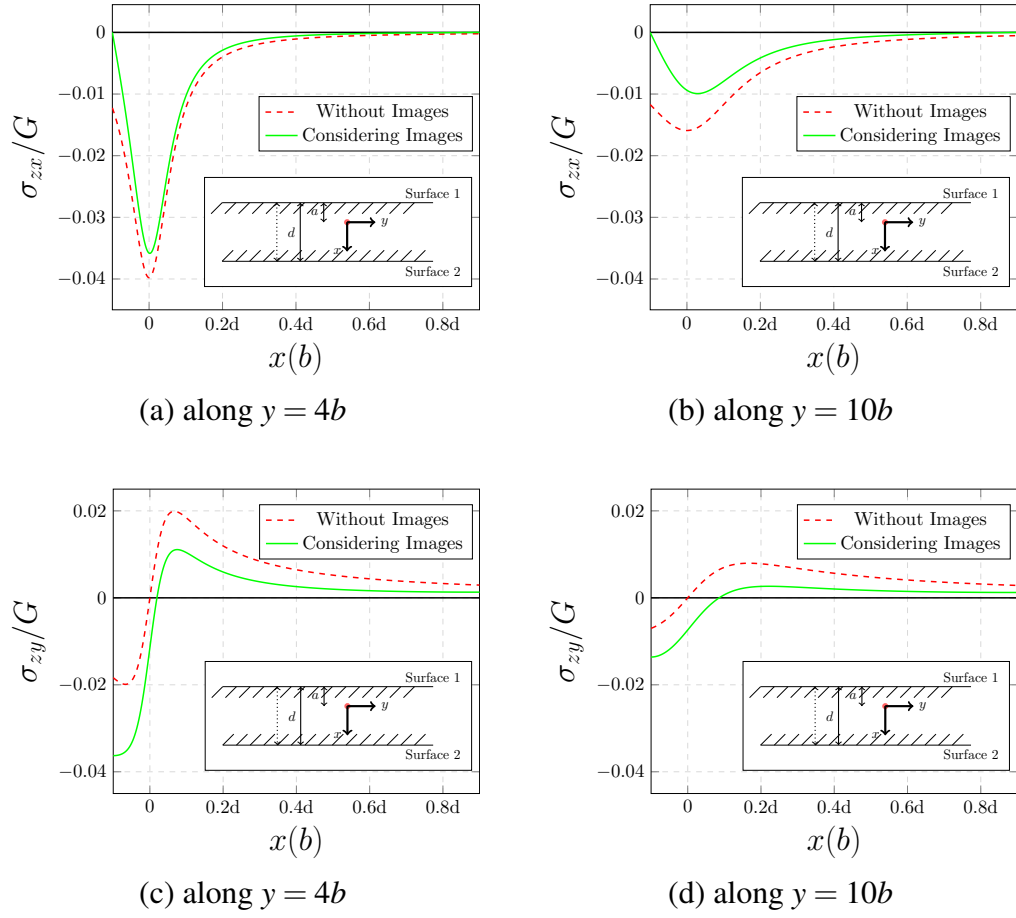 0
−0.01
−0.02
−0.03
−0.04
σzx/G
Without Images
Considering Images
Surface 1
a
d
y
x
Surface 2
0 0.2d 0.4d 0.6d 0.8d
x(b)
(a) along y = 4b
0
−0.01
−0.02
−0.03
−0.04
σzx/G
Without Images
Considering Images
Surface 1
a
d
y
x
Surface 2
0 0.2d 0.4d 0.6d 0.8d
x(b)
(b) along y = 10b
0.02
0
−0.02
−0.04
σzy/G
Without Images
Considering Images
Surface 1
a
d
y
x
Surface 2
0 0.2d 0.4d 0.6d 0.8d
x(b)
(c) along y = 4b
0.02
0
−0.02
−0.04
σzy/G
Without Images
Considering Images
Surface 1
a
d
y
x
Surface 2
0 0.2d 0.4d 0.6d 0.8d
x(b)
(d) along y = 10b